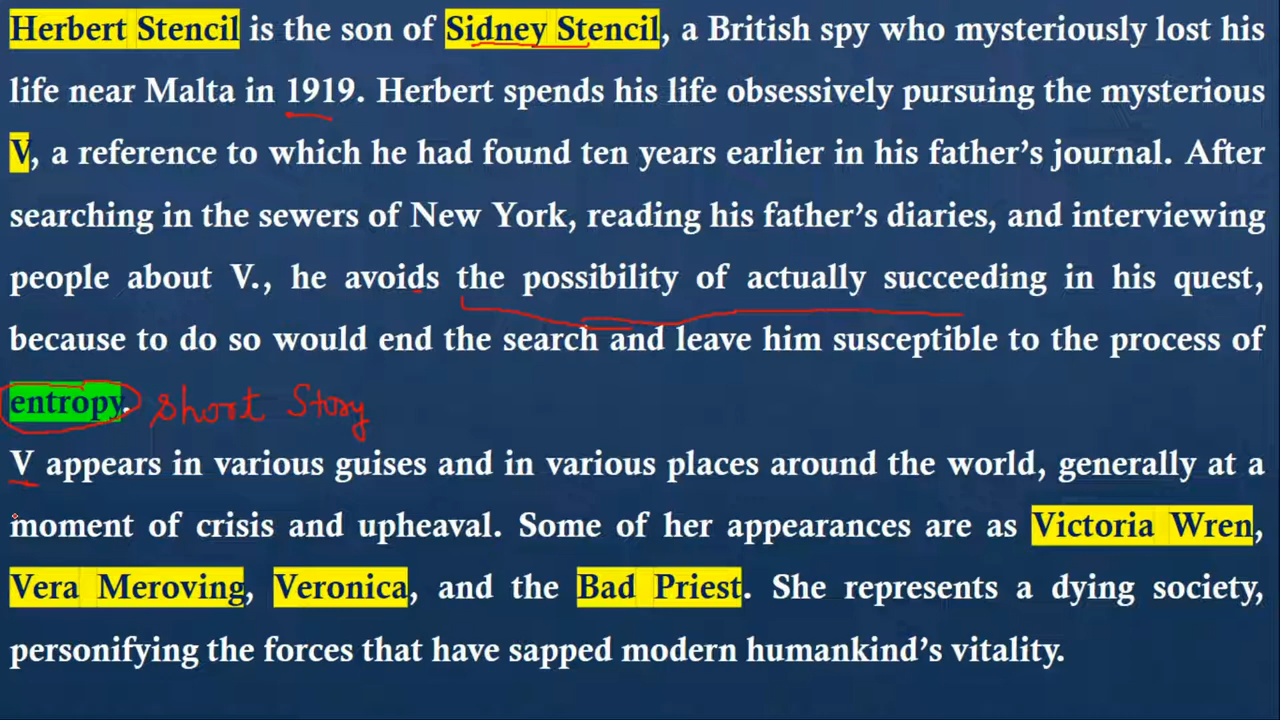 Herbert Stencil is the son of Sidney Stencil, a British spy who mysteriously lost his
life near Malta in 1919. Herbert spends his life obsessively pursuing the mysterious
V, a reference to which he had found ten years earlier in his father's journal. After
searching in the sewers of New York, reading his father's diaries, and interviewing
people about V., he avoids the possibility of actually succeeding in his quest,
because to do so would end the search and leave him susceptible to the process of
entropy. Short Story
V appears in various guises and in various places around the world, generally at a
moment of crisis and upheaval. Some of her appearances are as Victoria Wren,
Vera Meroving, Veronica, and the Bad Priest. She represents a dying society,
personifying the forces that have sapped modern humankind's vitality.